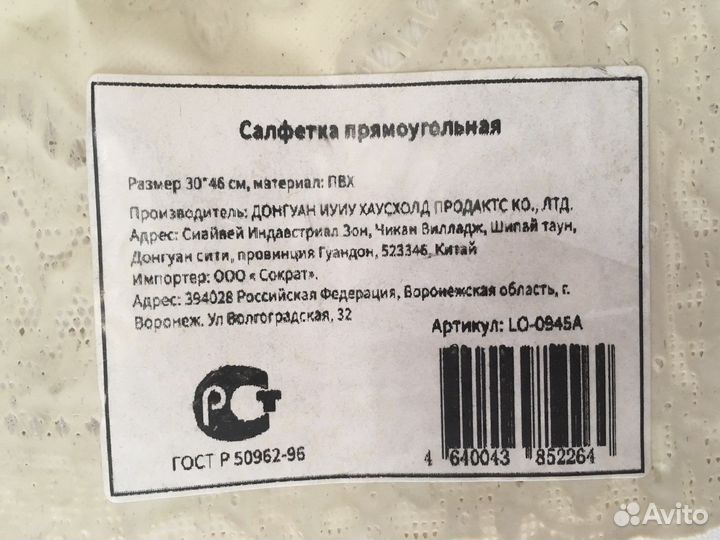 Салфетка прямоугольная
Размер 30*46 см, материал: ПВХ
Производитель: ДОНГУАН ИУИУ ХАУСХОЛД ПРОДАКТС КО., ЛТД.
Адрес: Сиайвей Индавстриал Зон, Чикан Вилладж, Шипай таун,
Донгуан сити, провинция Гуандон, 523346, Китай
Импортер: ООО « Сократ».
Адрес: 394028 Российская Федерация, Воронежская область, г.
Воронеж. Ул Волгоградская, 32
Артикул: LO-0945A
РСТ
ГОСТ Р 50962-96
4 640043 852264
Avito